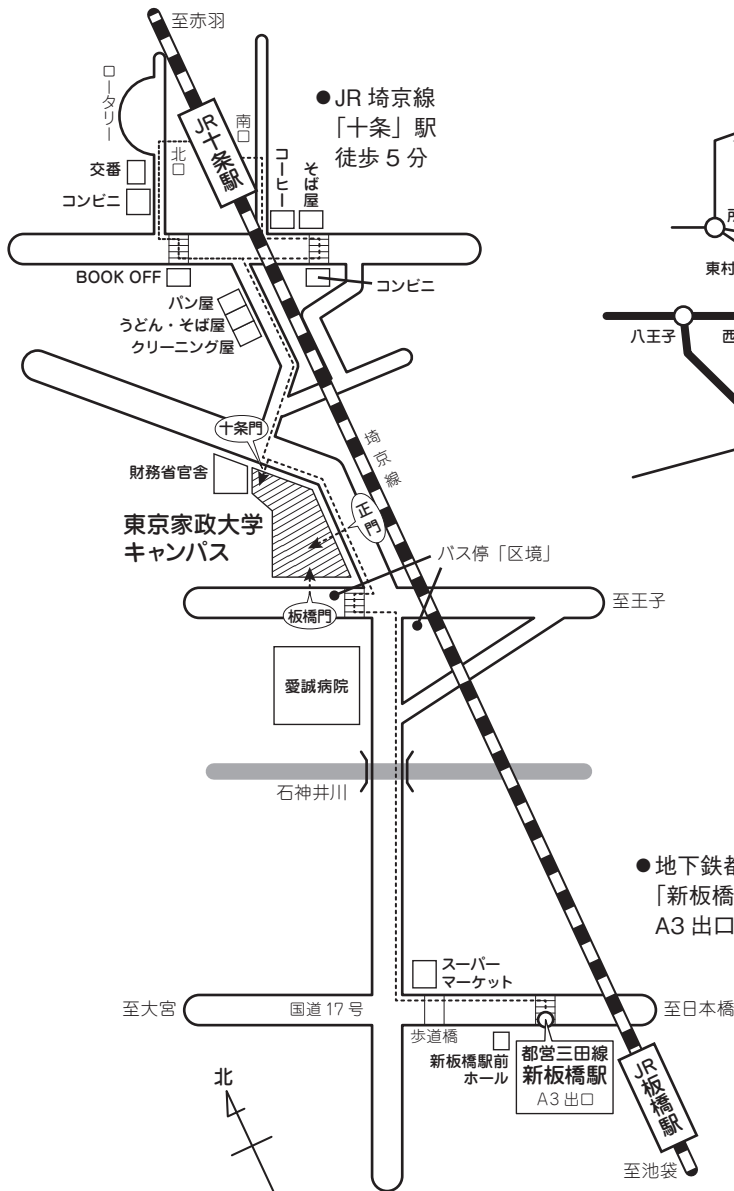 至赤羽
ロータリー
北口
南口
JR十条駅
●JR 埼京線
「十条」駅
徒歩 5 分
交番
コンビニ
コーヒー
そば屋
BOOK OFF
コンビニ
パン屋
うどん・そば屋
クリーニング屋
東村
八王子
西
十条門
財務省官舎
埼京線
正門
東京家政大学
キャンパス
バス停「区境」
板橋門
至王子
愛誠病院
石神井川
●地下鉄都
「新板橋
A3 出口
スーパー
マーケット
至大宮
国道 17 号
至日本橋
歩道橋
新板橋駅前
ホール
都営三田線
新板橋駅
A3 出口
JR板橋駅
北
至池袋